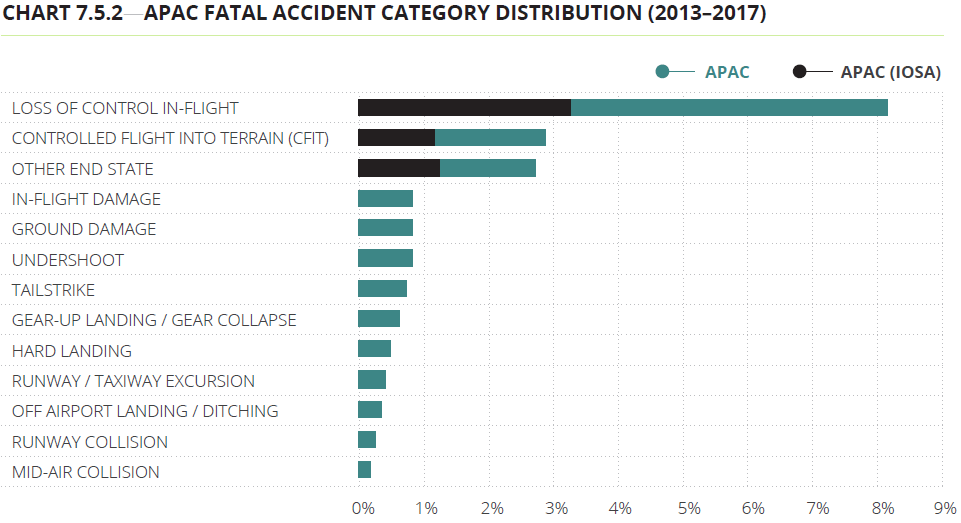 CHART 7.5.2—APAC FATAL ACCIDENT CATEGORY DISTRIBUTION (2013–2017)
APAC APAC (IOSA)
LOSS OF CONTROL IN-FLIGHT
CONTROLLED FLIGHT INTO TERRAIN (CFIT)
OTHER END STATE
IN-FLIGHT DAMAGE
GROUND DAMAGE
UNDERSHOOT
TAILSTRIKE
GEAR-UP LANDING / GEAR COLLAPSE
HARD LANDING
RUNWAY / TAXIWAY EXCURSION
OFF AIRPORT LANDING / DITCHING
RUNWAY COLLISION
MID-AIR COLLISION
0% 1% 2% 3% 4% 5% 6% 7% 8% 9%